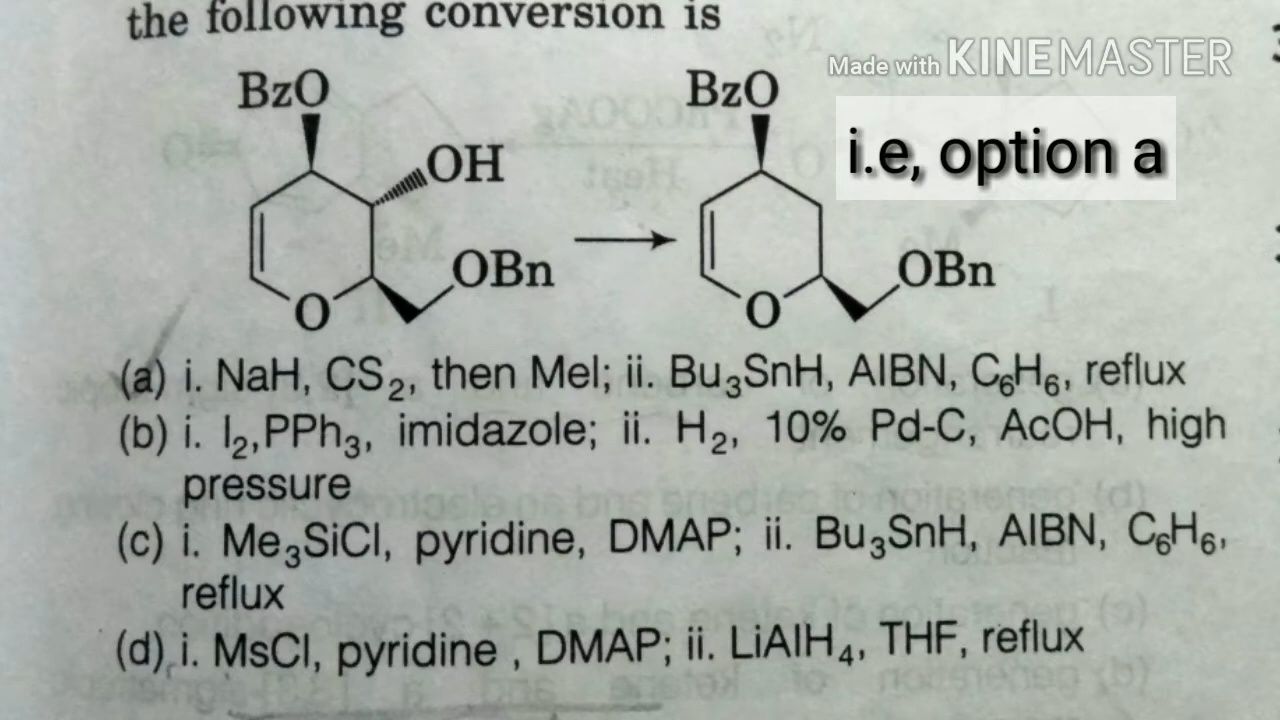 the following conversion is
Made with KINEMASTER
BzO
OH
OBn
O
BzO
OBn
O
i.e, option a
(a) i. NaH, CS₂, then MeI; ii. Bu₃SnH, AIBN, C₆H₆, reflux
(b) i. I₂,PPh₃, imidazole; ii. H₂, 10% Pd-C, AcOH, high
pressure
(c) i. Me₃SiCl, pyridine, DMAP; ii. Bu₃SnH, AIBN, C₆H₆,
reflux
(d) i. MsCl, pyridine , DMAP; ii. LiAlH₄, THF, reflux